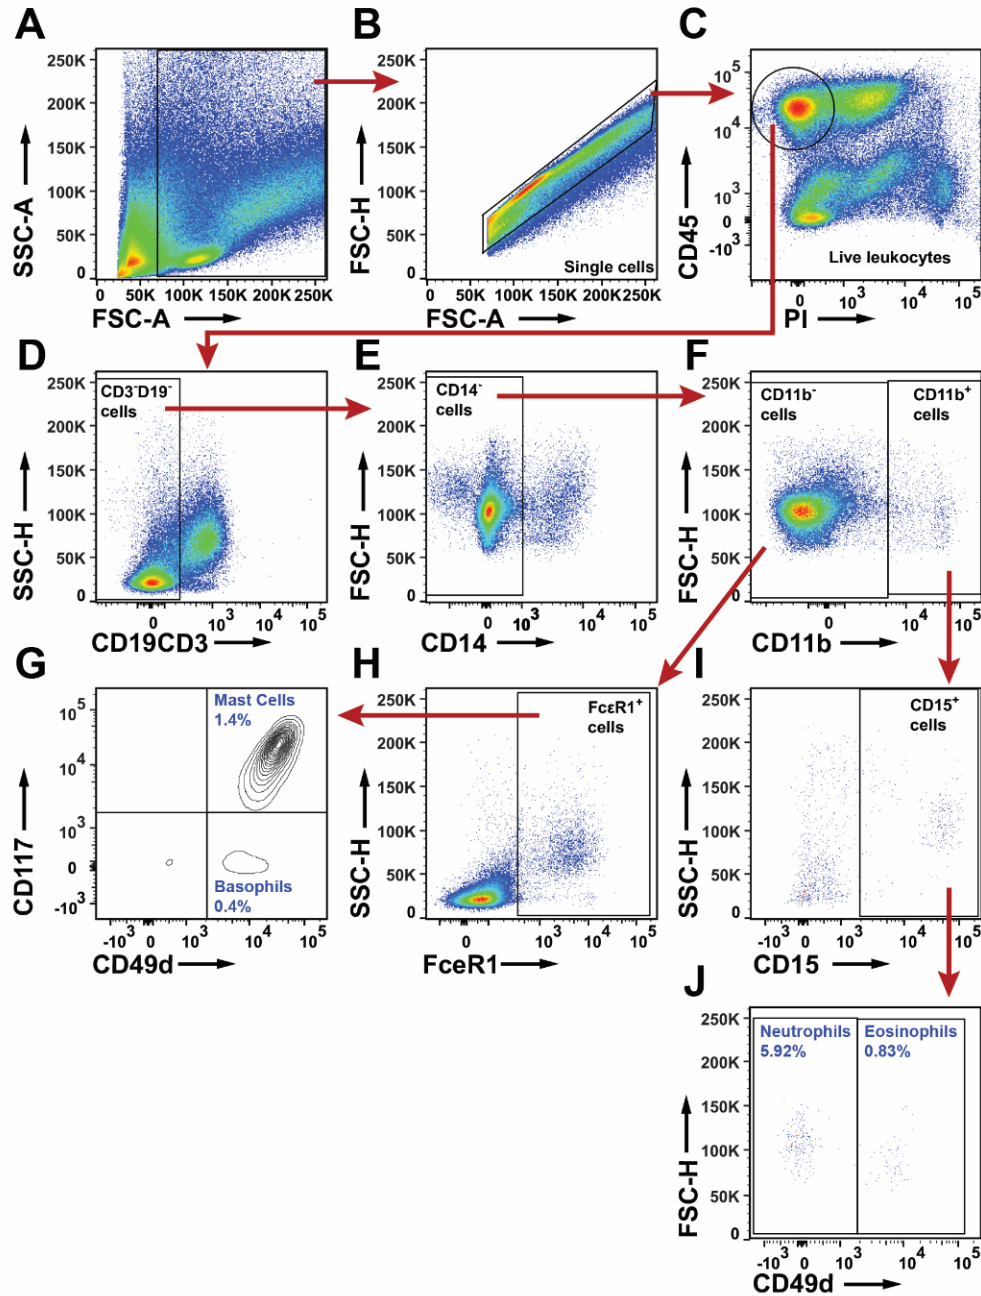 A
250K
200K
150K
100K
50K
0
SSC-A
0
50K
100K
150K
200K
250K
FSC-A
B
250K
200K
150K
100K
50K
0
FSC-H
Single cells
0
50K
100K
150K
200K
250K
FSC-A
C
10^5
10^4
10^3
0
-10^3
CD45
Live leukocytes
0
10^3
10^4
10^5
PI
D
250K
200K
150K
100K
50K
0
SSC-H
CD3^-D19^-
cells
0
10^3
10^4
10^5
CD19CD3
E
250K
200K
150K
100K
50K
0
FSC-H
CD14^-
cells
0
10^3
10^4
10^5
CD14
F
250K
200K
150K
100K
50K
0
FSC-H
CD11b^-
cells
CD11b^+
cells
0
10^3
10^4
10^5
CD11b
G
10^5
10^4
10^3
0
-10^3
CD117
Mast Cells
1.4%
Basophils
0.4%
-10^3
0
10^4
10^5
CD49d
H
250K
200K
150K
100K
50K
0
SSC-H
FcεR1^+
cells
0
10^3
10^4
10^5
FceR1
I
250K
200K
150K
100K
50K
0
SSC-H
CD15^+
cells
-10^3
0
10^3
10^4
10^5
CD15
J
250K
200K
150K
100K
50K
0
FSC-H
Neutrophils
5.92%
Eosinophils
0.83%
-10^3
0
10^3
10^4
10^5
CD49d